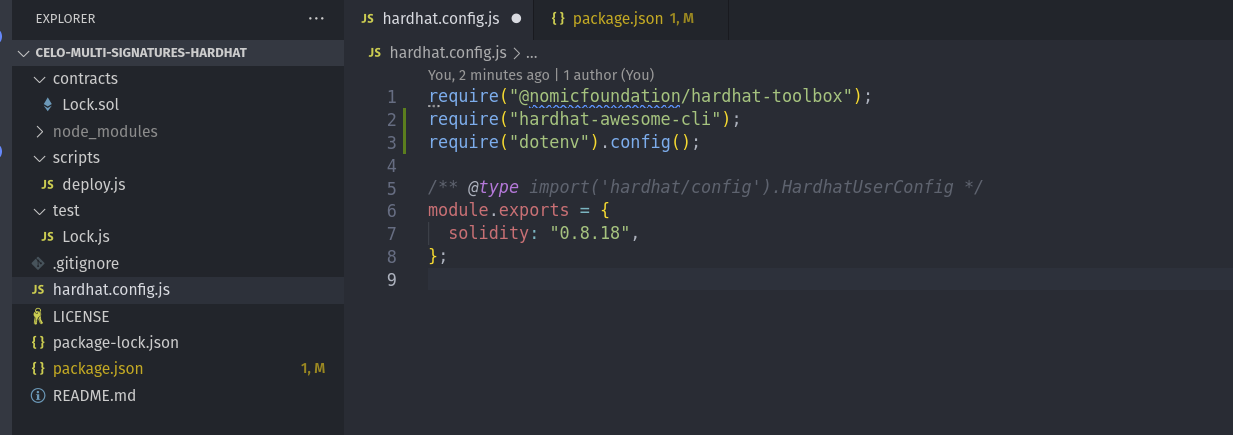 EXPLORER ...
CELO-MULTI-SIGNATURES-HARDHAT
contracts
Lock.sol
node_modules
scripts
JS deploy.js
test
JS Lock.js
.gitignore
JS hardhat.config.js
LICENSE
{} package-lock.json
{} package.json 1, M
README.md
JS hardhat.config.js ● {} package.json 1, M
JS hardhat.config.js > ...
You, 2 minutes ago | 1 author (You)
1 require("@nomicfoundation/hardhat-toolbox");
2 require("hardhat-awesome-cli");
3 require("dotenv").config();
4
5 /** @type import('hardhat/config').HardhatUserConfig */
6 module.exports = {
7   solidity: "0.8.18",
8 };
9